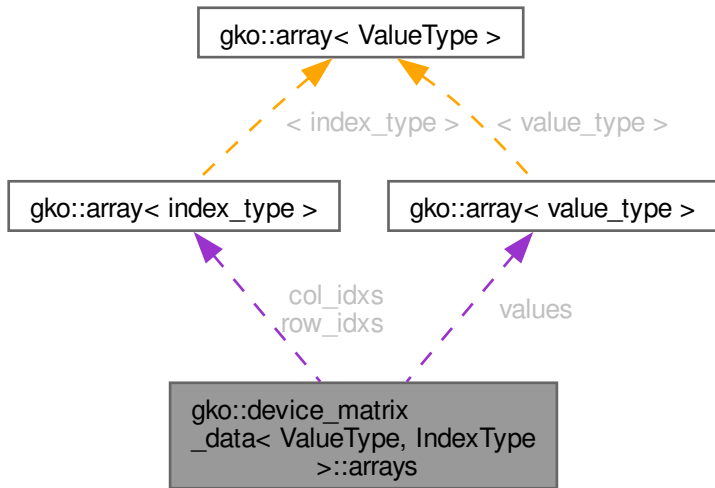 gko::array< ValueType >
< index_type >
< value_type >
gko::array< index_type >
gko::array< value_type >
col_idxs
row_idxs
values
gko::device_matrix
_data< ValueType, IndexType
>::arrays